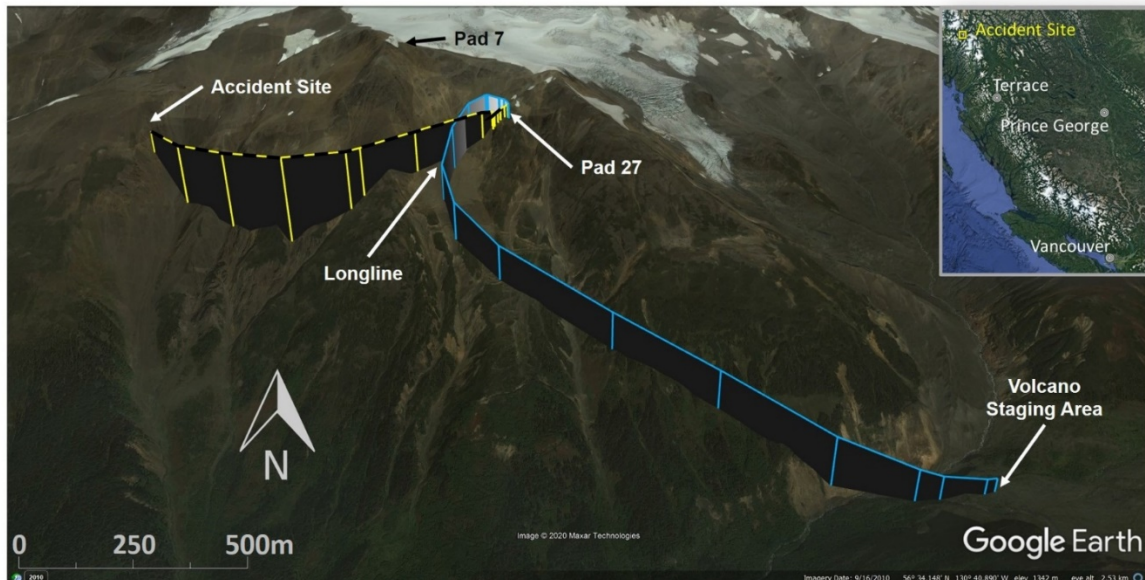 Pad 7
Accident Site
Accident Site
Terrace
Prince George
Pad 27
Vancouver
Longline
Volcano
Staging Area
N
0 250 500m
Image © 2020 Maxar Technologies
Google Earth
2010
Imagery Date: 9/16/2010 56° 34.148' N 130° 40.890' W elev 1342 m eye alt 2.53 km